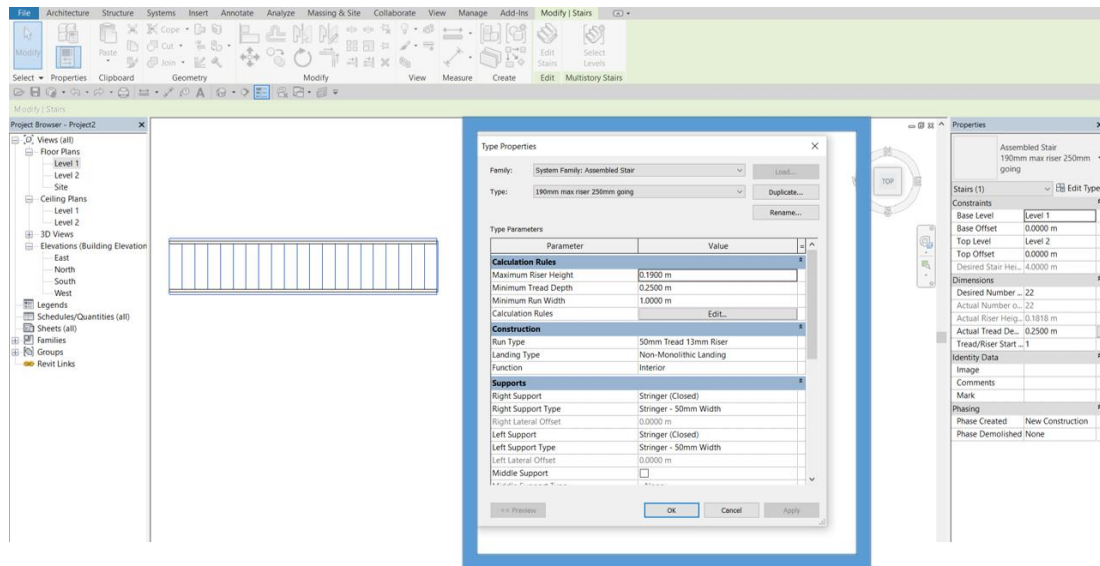 File Architecture Structure Systems Insert Annotate Analyze Massing & Site Collaborate View Manage Add-Ins Modify | Stairs
Modify
Paste
Cope
Cut
Join
Edit Stairs
Select Levels
Select Properties Clipboard Geometry Modify View Measure Create Edit Multistory Stairs
Modify | Stairs
Project Browser - Project2
Views (all)
Floor Plans
Level 1
Level 2
Site
Ceiling Plans
Level 1
Level 2
3D Views
Elevations (Building Elevation
East
North
South
West
Legends
Schedules/Quantities (all)
Sheets (all)
Families
Groups
Revit Links
Type Properties
Family: System Family: Assembled Stair Load...
Type: 190mm max riser 250mm going Duplicate...
Rename...
Type Parameters
Parameter Value =
Calculation Rules
Maximum Riser Height 0.1900 m
Minimum Tread Depth 0.2500 m
Minimum Run Width 1.0000 m
Calculation Rules Edit...
Construction
Run Type 50mm Tread 13mm Riser
Landing Type Non-Monolithic Landing
Function Interior
Supports
Right Support Stringer (Closed)
Right Support Type Stringer - 50mm Width
Right Lateral Offset 0.0000 m
Left Support Stringer (Closed)
Left Support Type Stringer - 50mm Width
Left Lateral Offset 0.0000 m
Middle Support
<< Preview OK Cancel Apply
TOP
Properties
Assembled Stair
190mm max riser 250mm
going
Stairs (1) Edit Type
Constraints
Base Level Level 1
Base Offset 0.0000 m
Top Level Level 2
Top Offset 0.0000 m
Desired Stair Hei... 4.0000 m
Dimensions
Desired Number ... 22
Actual Number o... 22
Actual Riser Heig... 0.1818 m
Actual Tread De... 0.2500 m
Tread/Riser Start ... 1
Identity Data
Image
Comments
Mark
Phasing
Phase Created New Construction
Phase Demolished None